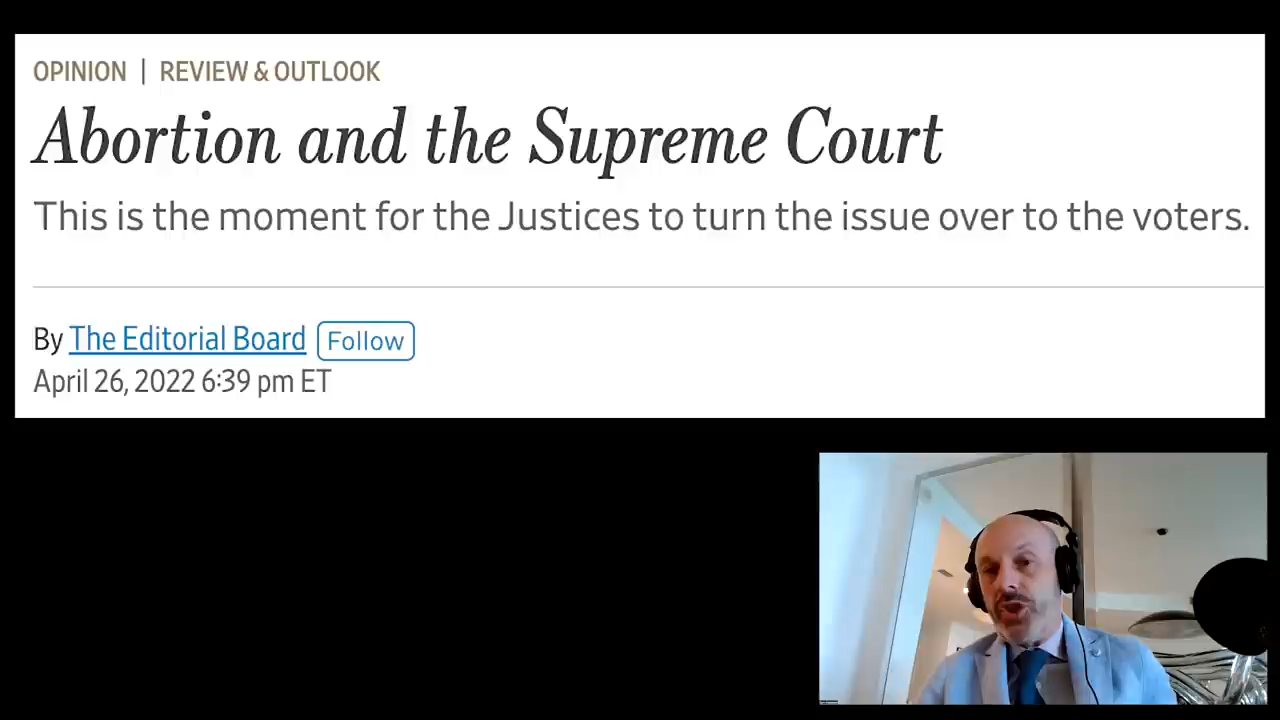 OPINION | REVIEW & OUTLOOK
Abortion and the Supreme Court
This is the moment for the Justices to turn the issue over to the voters.
By The Editorial Board Follow
April 26, 2022 6:39 pm ET